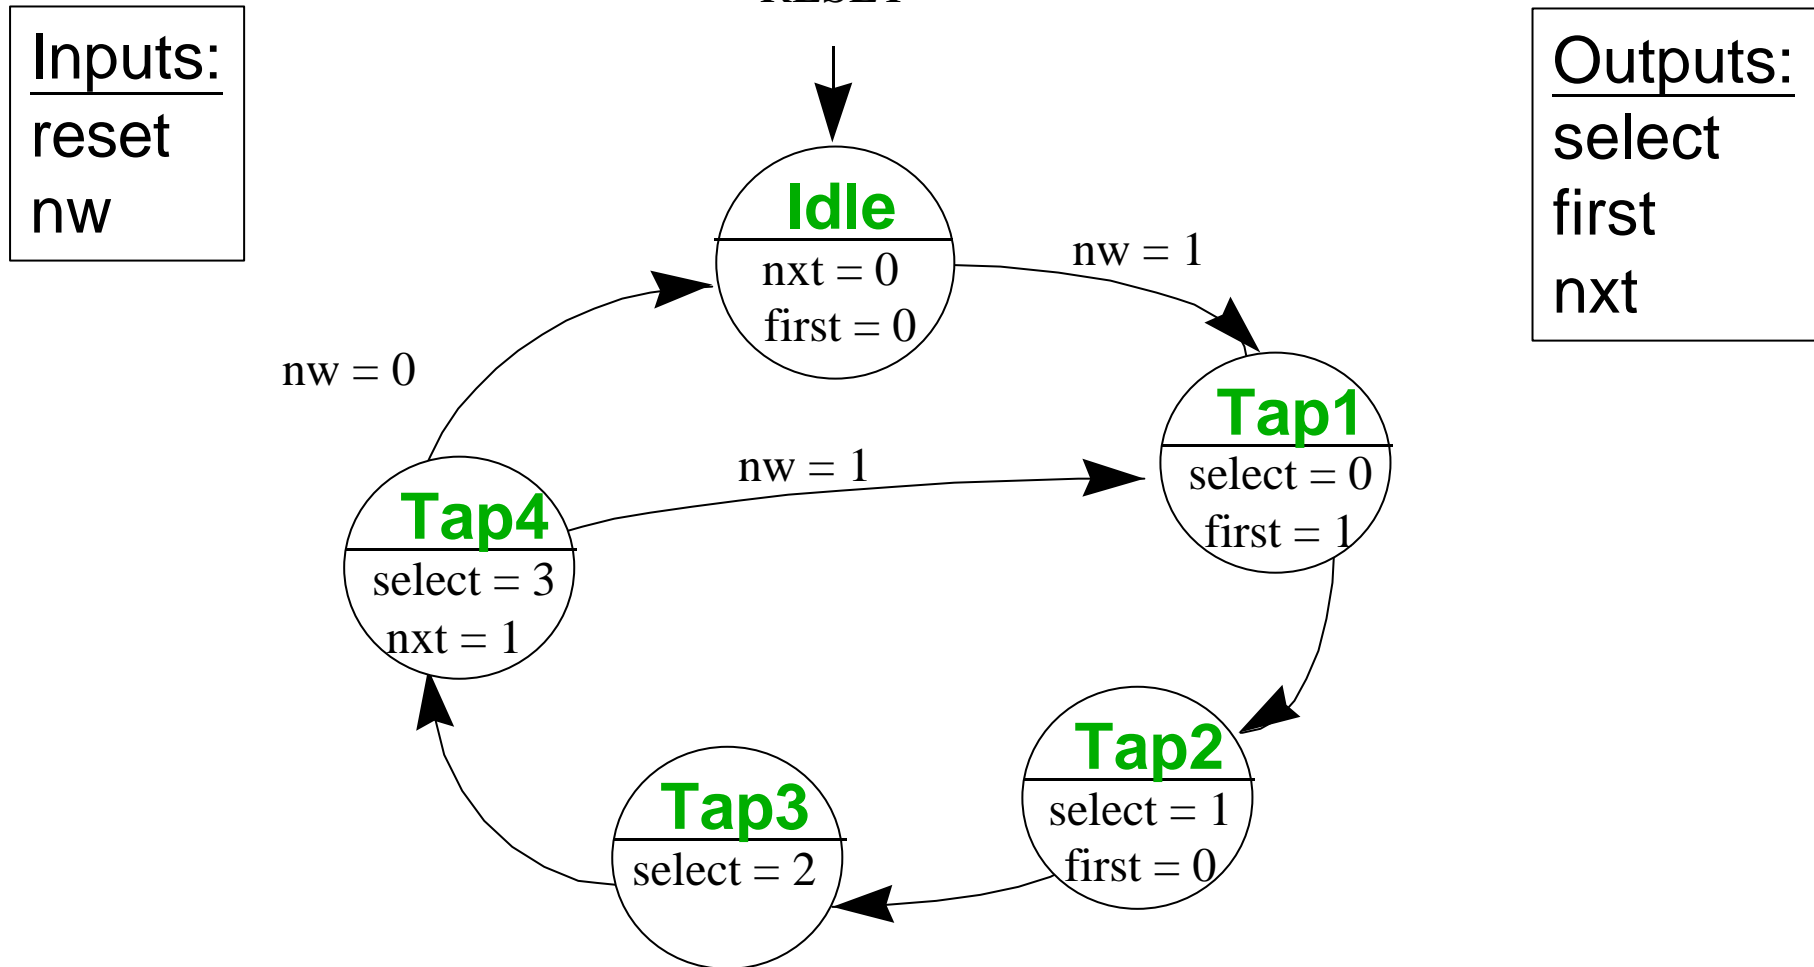 RESET
Inputs:
reset
nw
Outputs:
select
first
nxt
Idle
nxt = 0
first = 0
nw = 1
nw = 0
Tap1
select = 0
first = 1
nw = 1
Tap4
select = 3
nxt = 1
Tap2
select = 1
first = 0
Tap3
select = 2